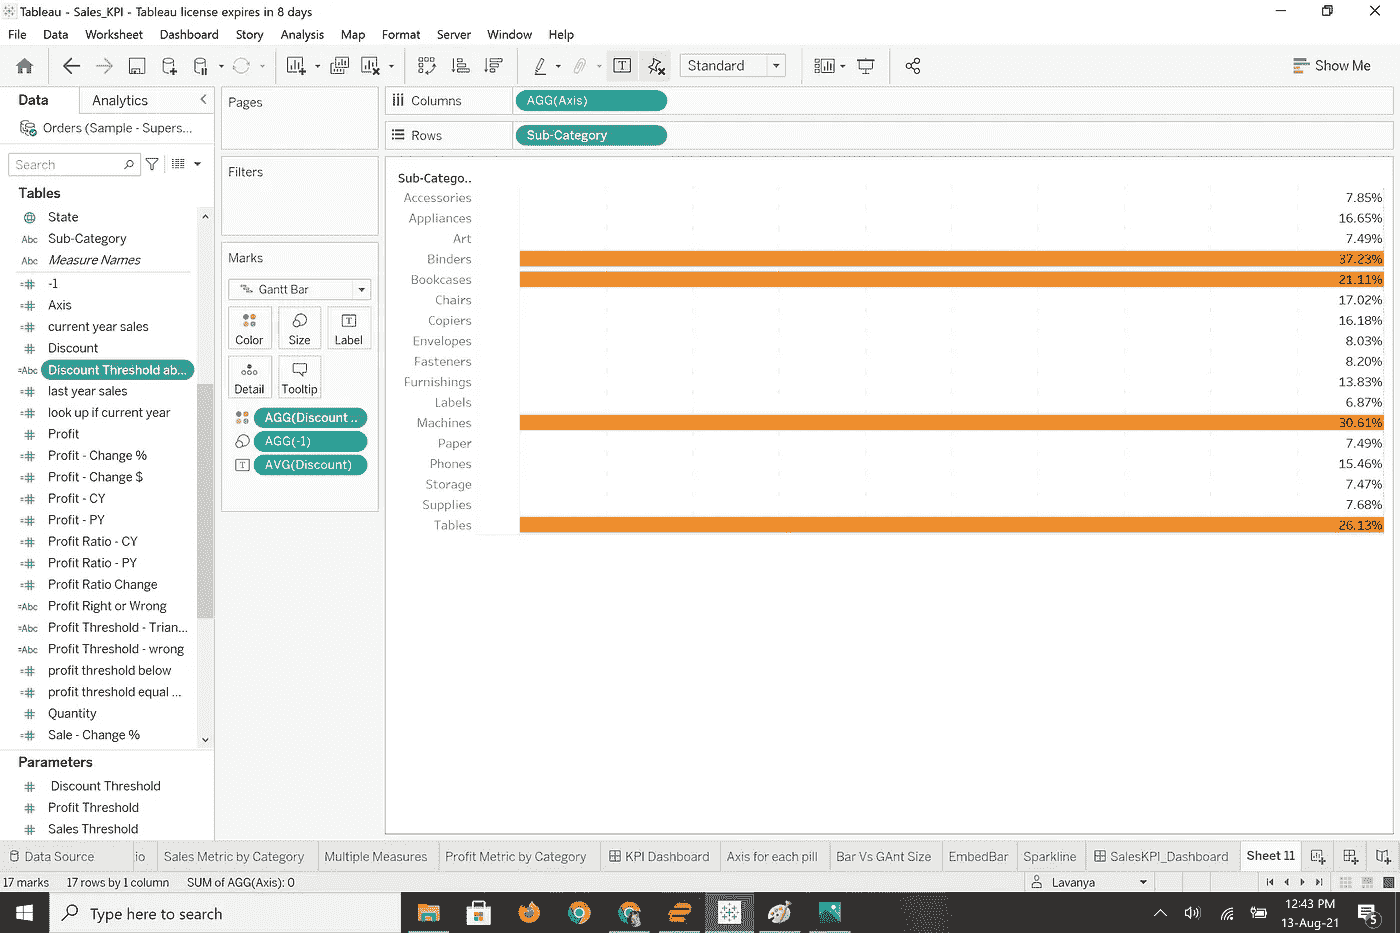 Tableau - Sales_KPI - Tableau license expires in 8 days
File Data Worksheet Dashboard Story Analysis Map Format Server Window Help
Standard
Show Me
Data Analytics
Orders (Sample - Supers...
Search
Tables
State
Abc Sub-Category
Abc Measure Names
-1
Axis
current year sales
Discount
=Abc Discount Threshold ab...
last year sales
look up if current year
Profit
Profit - Change %
Profit - Change $
Profit - CY
Profit - PY
Profit Ratio - CY
Profit Ratio - PY
Profit Ratio Change
=Abc Profit Right or Wrong
=Abc Profit Threshold - Trian...
=Abc Profit Threshold - wrong
profit threshold below
profit threshold equal ...
Quantity
Sale - Change %
Parameters
Discount Threshold
Profit Threshold
Sales Threshold
Pages
Filters
Marks
Gantt Bar
Color Size Label
Detail Tooltip
AGG(Discount ..
AGG(-1)
AVG(Discount)
Columns AGG(Axis)
Rows Sub-Category
Sub-Catego..
Accessories 7.85%
Appliances 16.65%
Art 7.49%
Binders 37.23%
Bookcases 21.11%
Chairs 17.02%
Copiers 16.18%
Envelopes 8.03%
Fasteners 8.20%
Furnishings 13.83%
Labels 6.87%
Machines 30.61%
Paper 7.49%
Phones 15.46%
Storage 7.47%
Supplies 7.68%
Tables 26.13%
Data Source io Sales Metric by Category Multiple Measures Profit Metric by Category KPI Dashboard Axis for each pill Bar Vs GAnt Size EmbedBar Sparkline SalesKPI_Dashboard Sheet 11
17 marks 17 rows by 1 column SUM of AGG(Axis): 0 Lavanya
Type here to search
12:43 PM
13-Aug-21
5